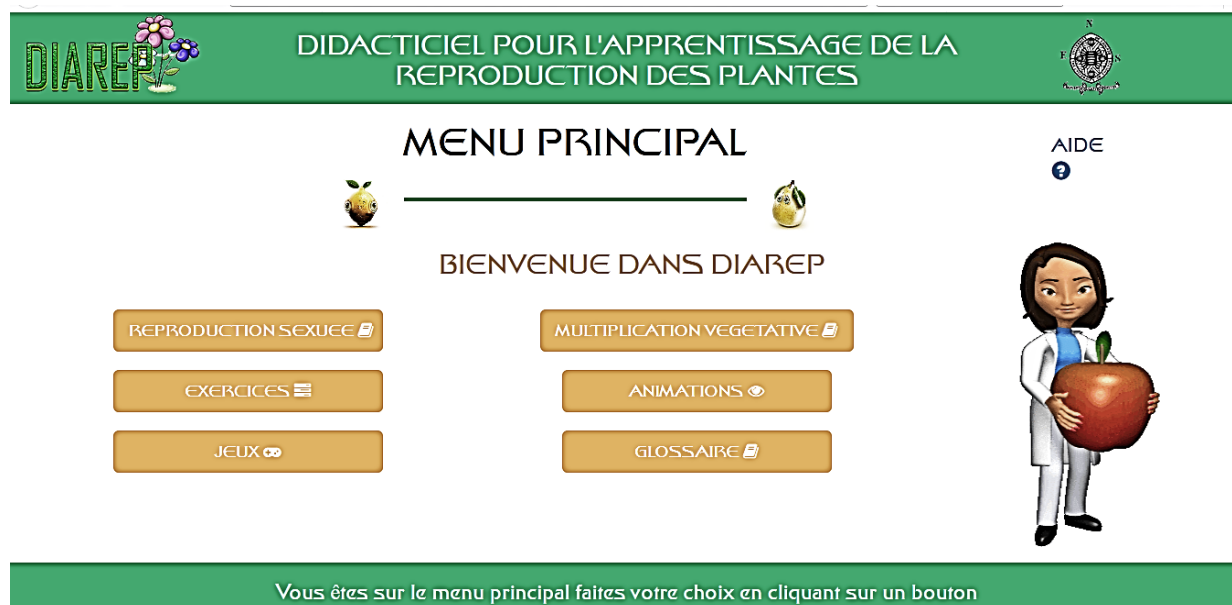 DIAREP
DIDACTICIEL POUR L'APPRENTISSAGE DE LA
REPRODUCTION DES PLANTES
N
F
S
MENU PRINCIPAL
AIDE
?
BIENVENUE DANS DIAREP
REPRODUCTION SEXUEE
MULTIPLICATION VEGETATIVE
EXERCICES
ANIMATIONS
JEUX
GLOSSAIRE
Vous êtes sur le menu principal faites votre choix en cliquant sur un bouton